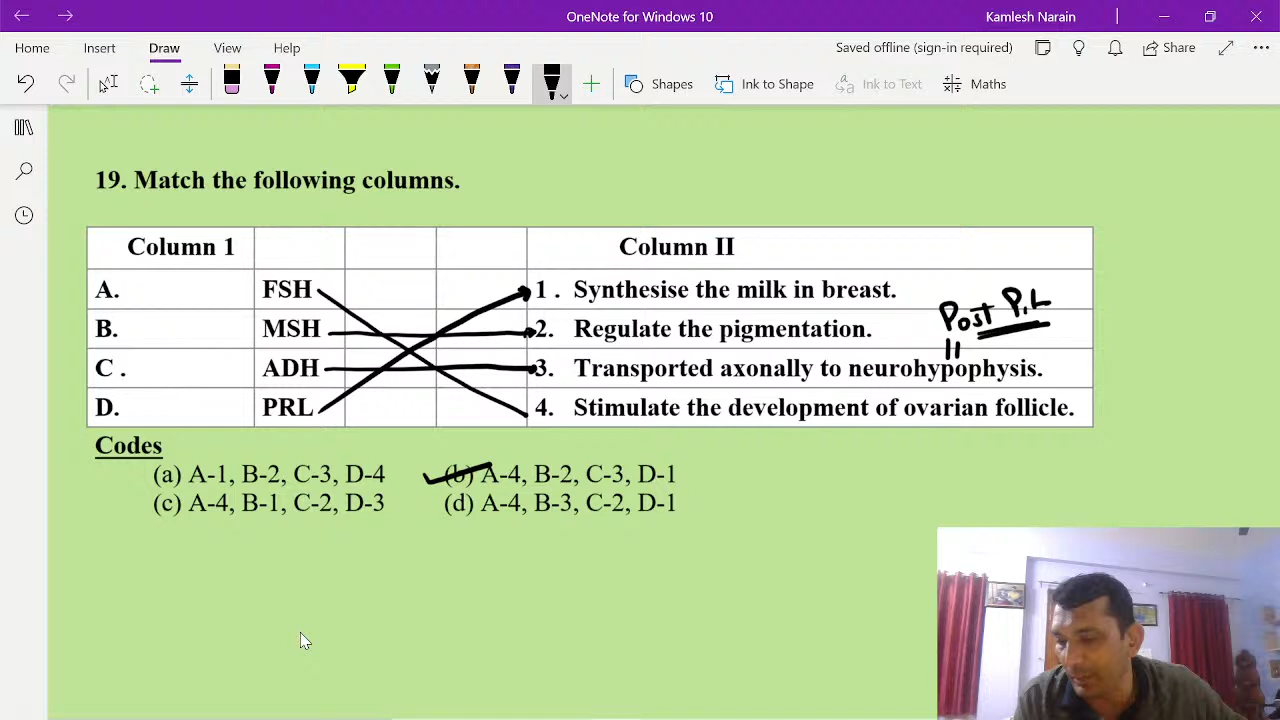 OneNote for Windows 10
Kamlesh Narain
Home Insert Draw View Help
Saved offline (sign-in required)
Share
Shapes
Ink to Shape
Ink to Text
Maths
19. Match the following columns.
Column 1 Column II
A. FSH 1 . Synthesise the milk in breast.
Post Pit
B. MSH 2. Regulate the pigmentation.
C . ADH 3. Transported axonally to neurohypophysis.
D. PRL 4. Stimulate the development of ovarian follicle.
Codes
(a) A-1, B-2, C-3, D-4 (b) A-4, B-2, C-3, D-1
(c) A-4, B-1, C-2, D-3 (d) A-4, B-3, C-2, D-1